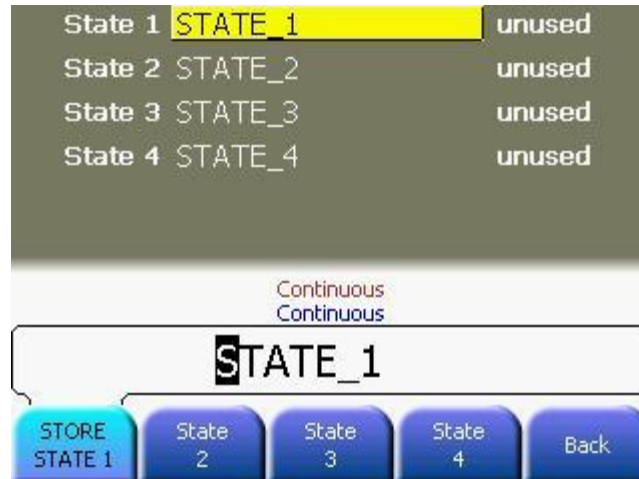 State 1 STATE_1 unused
State 2 STATE_2 unused
State 3 STATE_3 unused
State 4 STATE_4 unused
Continuous
Continuous
STATE_1
STORE STATE 1
State 2
State 3
State 4
Back